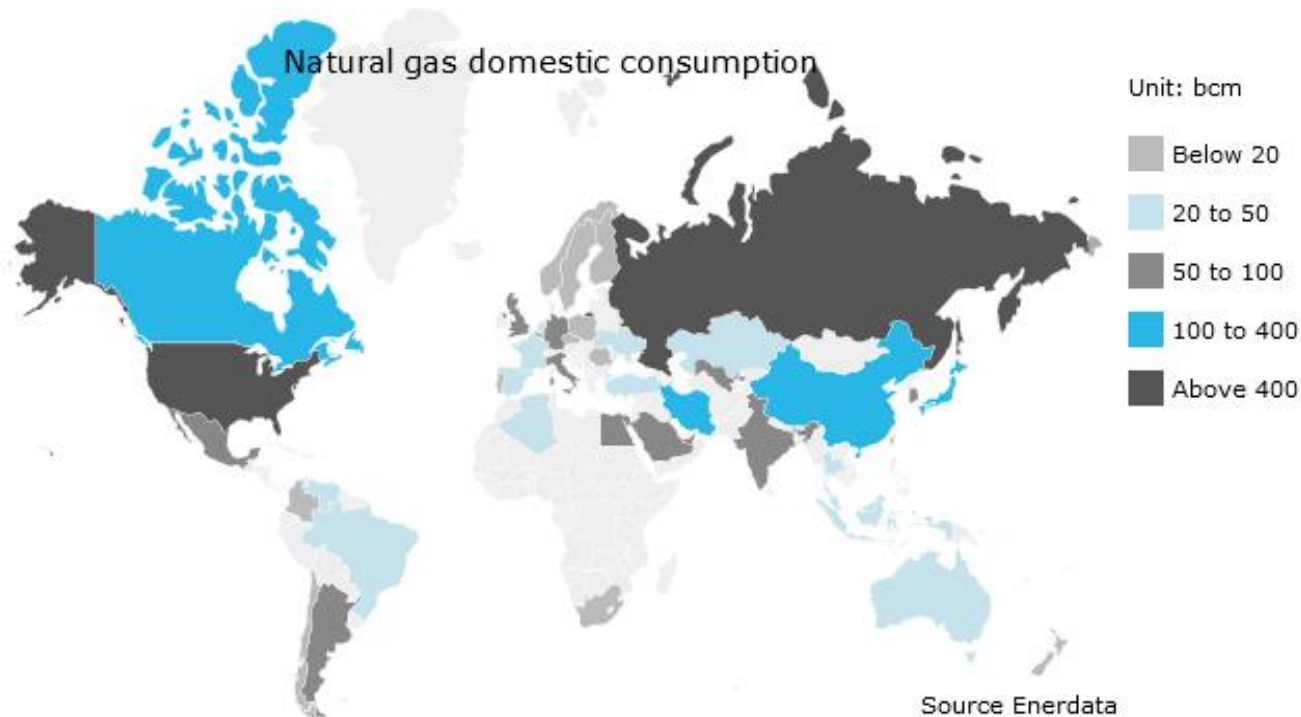 Natural gas domestic consumption
Unit: bcm
Below 20
20 to 50
50 to 100
100 to 400
Above 400
Source Enerdata